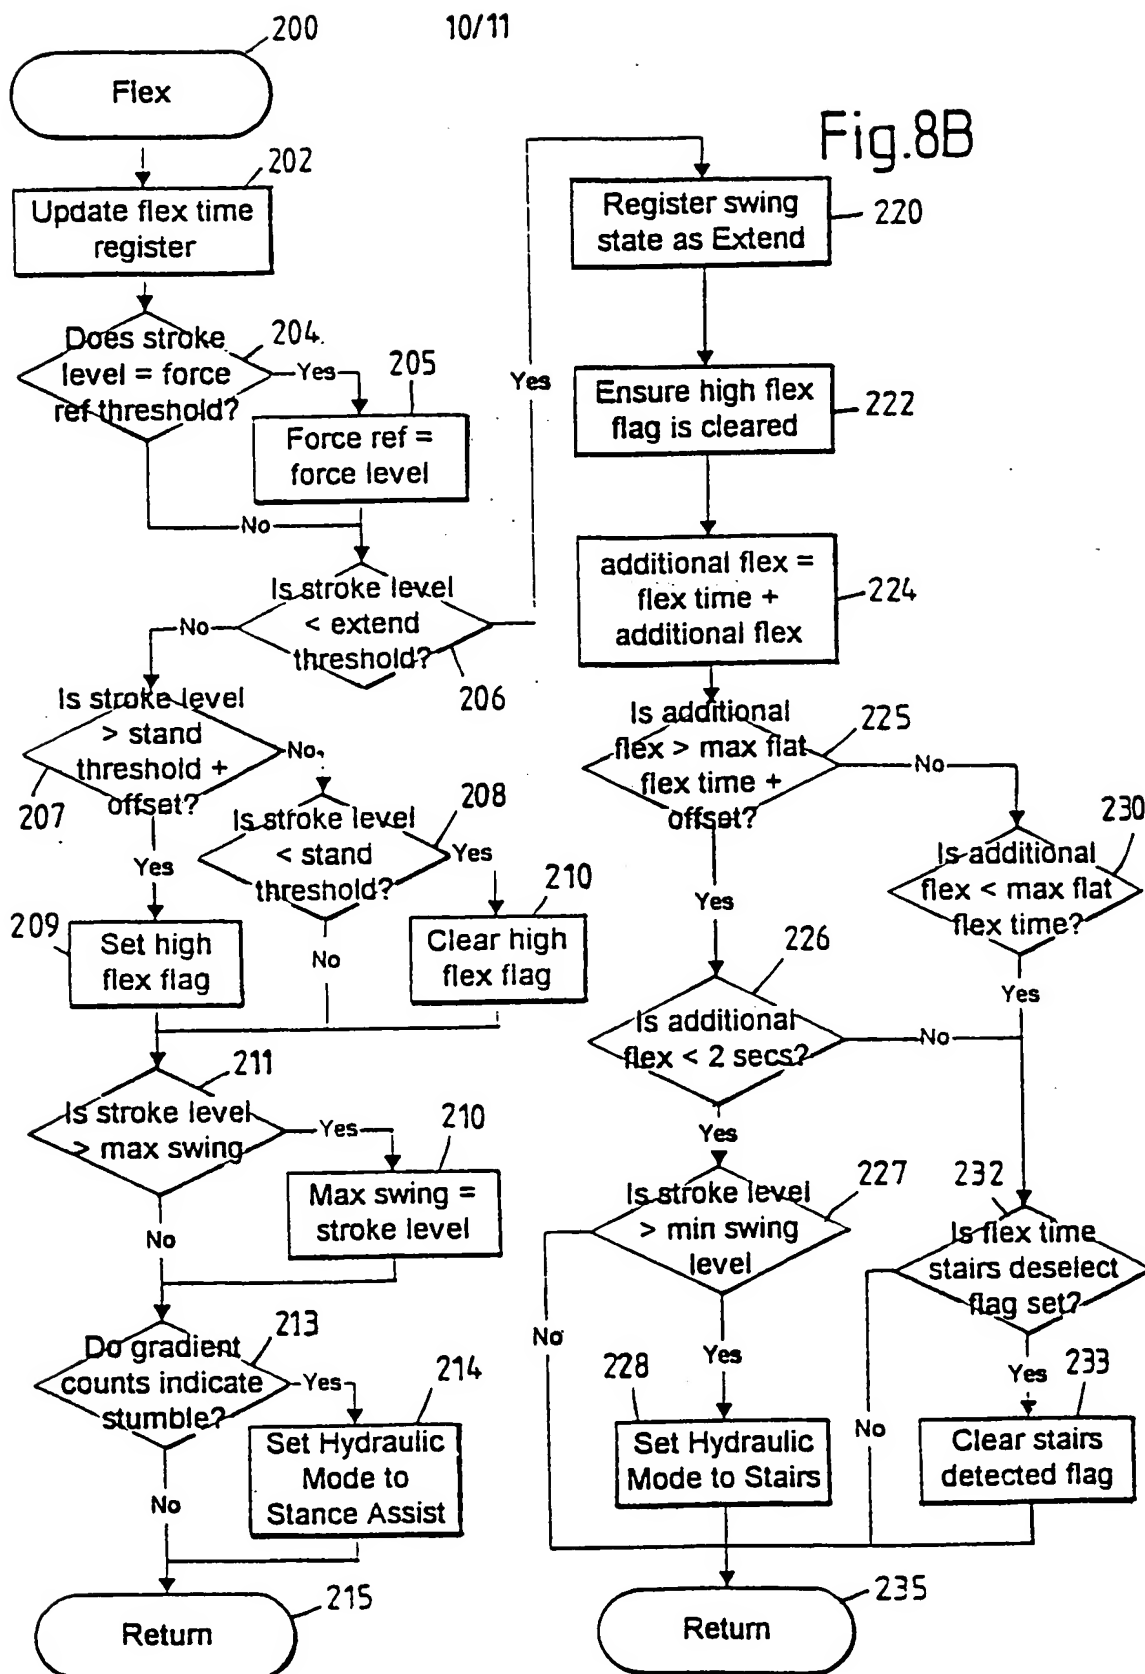 200
10/11
Flex
Fig.8B
202
Update flex time
register
Does stroke
level = force
ref threshold?
204
Yes
205
Force ref =
force level
No
Is stroke level
< extend
threshold?
206
No
Yes
Is stroke level
> stand
threshold +
offset?
207
No
Is stroke level
< stand
threshold?
208
Yes
Yes
No
209
Set high
flex flag
210
Clear high
flex flag
211
Is stroke level
> max swing
Yes
210
Max swing =
stroke level
No
Do gradient
counts indicate
stumble?
213
Yes
214
Set Hydraulic
Mode to
Stance Assist
No
215
Return
Register swing
state as Extend
220
Ensure high flex
flag is cleared
222
additional flex =
flex time +
additional flex
224
Is additional
flex > max flat
flex time +
offset?
225
No
230
Is additional
flex < max flat
flex time?
Yes
Yes
226
Is additional
flex < 2 secs?
No
Yes
Is stroke level
> min swing
level
227
232
Is flex time
stairs deselect
flag set?
No
Yes
228
Set Hydraulic
Mode to Stairs
Yes
233
No
Clear stairs
detected flag
235
Return